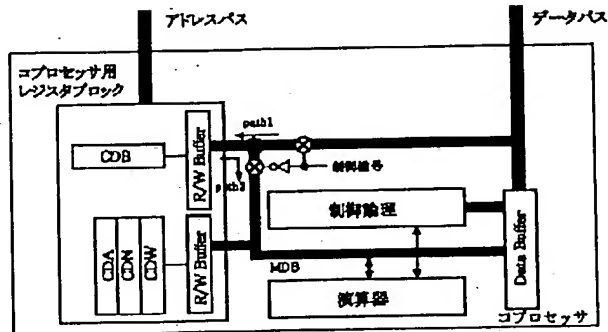 アドレスパス
データパス
コプロセッサ用
レジスタブロック
path1
CDB
R/W Buffer
制御信号
path2
制御論理
CDA
CDN
CDW
R/W Buffer
MDB
Data Buffer
演算器
コプロセッサ